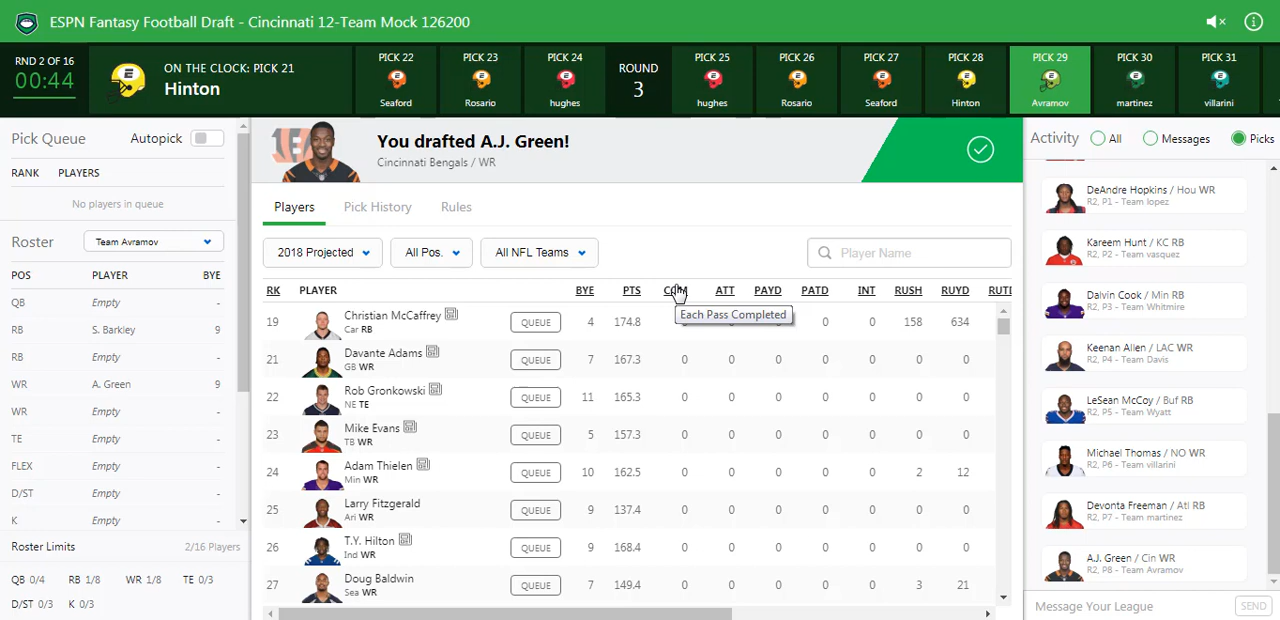 ESPN Fantasy Football Draft - Cincinnati 12-Team Mock 126200
RND 2 OF 16
00:44
ON THE CLOCK: PICK 21
Hinton
PICK 22
Seaford
PICK 23
Rosario
PICK 24
hughes
ROUND
3
PICK 25
hughes
PICK 26
Rosario
PICK 27
Seaford
PICK 28
Hinton
PICK 29
Avramov
PICK 30
martinez
PICK 31
villarini
Pick Queue Autopick
RANK PLAYERS
No players in queue
Roster Team Avramov
POS PLAYER BYE
QB Empty -
RB S. Barkley 9
RB Empty -
WR A. Green 9
WR Empty -
TE Empty -
FLEX Empty -
D/ST Empty -
K Empty -
Roster Limits 2/16 Players
QB 0/4 RB 1/8 WR 1/8 TE 0/3
D/ST 0/3 K 0/3
You drafted A.J. Green!
Cincinnati Bengals / WR
Players Pick History Rules
2018 Projected All Pos. All NFL Teams Player Name
RK PLAYER BYE PTS COM ATT PAYD PATD INT RUSH RUYD RUTD
Each Pass Completed
19 Christian McCaffrey QUEUE 4 174.8 0 0 0 0 158 634
Car RB
21 Davante Adams QUEUE 7 167.3 0 0 0 0 0 0 0
GB WR
22 Rob Gronkowski QUEUE 11 165.3 0 0 0 0 0 0 0
NE TE
23 Mike Evans QUEUE 5 157.3 0 0 0 0 0 0 0
TB WR
24 Adam Thielen QUEUE 10 162.5 0 0 0 0 0 2 12
Min WR
25 Larry Fitzgerald QUEUE 9 137.4 0 0 0 0 0 0 0
Ari WR
26 T.Y. Hilton QUEUE 9 168.4 0 0 0 0 0 0 0
Ind WR
27 Doug Baldwin QUEUE 7 149.4 0 0 0 0 0 3 21
Sea WR
Activity All Messages Picks
DeAndre Hopkins / Hou WR
R2, P1 - Team lopez
Kareem Hunt / KC RB
R2, P2 - Team vasquez
Dalvin Cook / Min RB
R2, P3 - Team Whitmire
Keenan Allen / LAC WR
R2, P4 - Team Davis
LeSean McCoy / Buf RB
R2, P5 - Team Wyatt
Michael Thomas / NO WR
R2, P6 - Team villarini
Devonta Freeman / Atl RB
R2, P7 - Team martinez
A.J. Green / Cin WR
R2, P8 - Team Avramov
Message Your League SEND